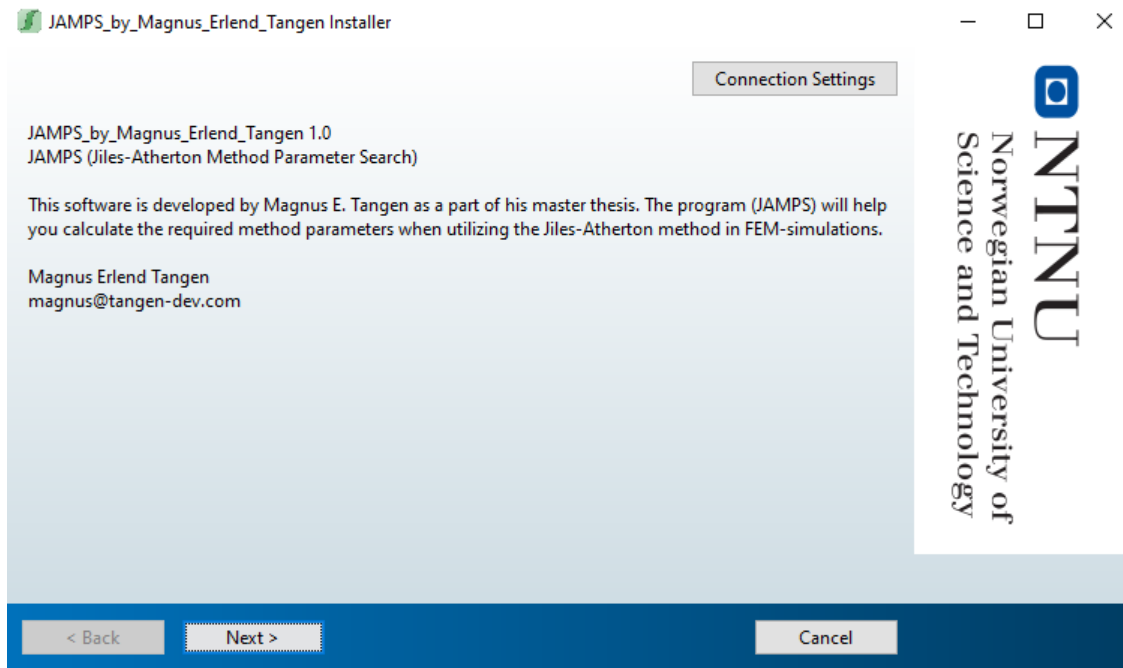 JAMPS_by_Magnus_Erlend_Tangen Installer
Connection Settings
JAMPS_by_Magnus_Erlend_Tangen 1.0
JAMPS (Jiles-Atherton Method Parameter Search)
This software is developed by Magnus E. Tangen as a part of his master thesis. The program (JAMPS) will help
you calculate the required method parameters when utilizing the Jiles-Atherton method in FEM-simulations.
Magnus Erlend Tangen
magnus@tangen-dev.com
NTNU
Norwegian University of
Science and Technology
< Back
Next >
Cancel